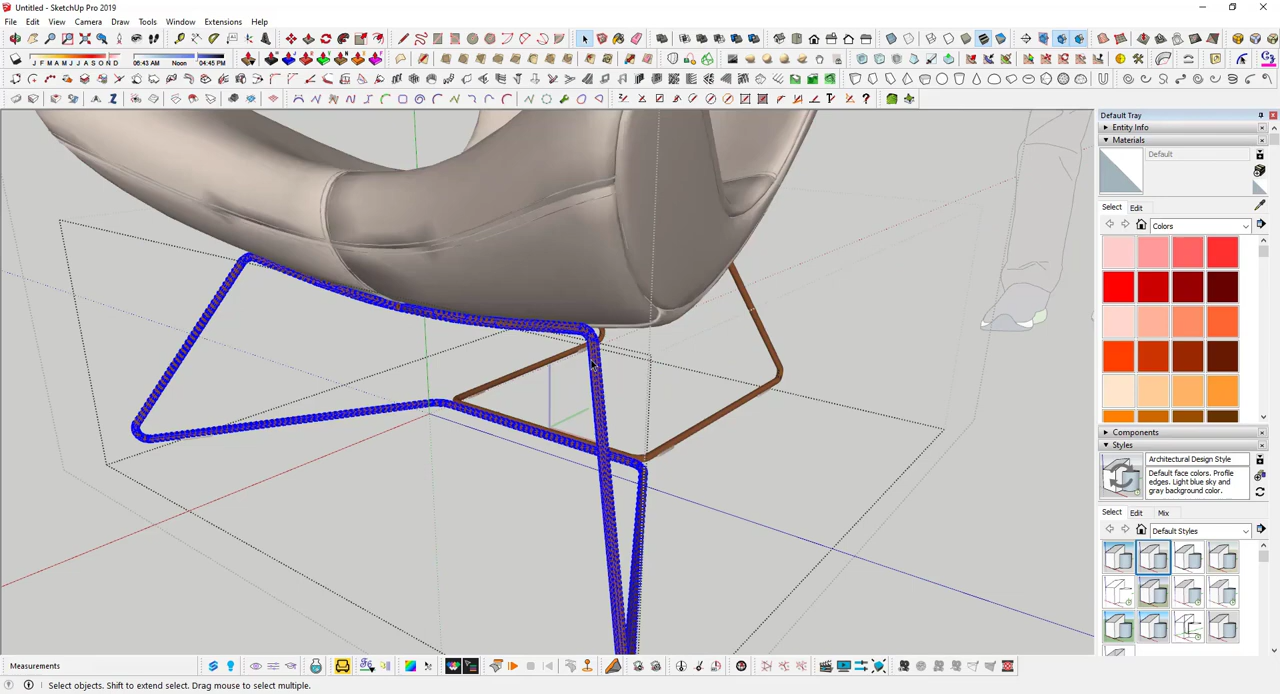 Untitled - SketchUp Pro 2019
File Edit View Camera Draw Tools Window Extensions Help
J F M A M J J A S O N D 06:43 AM Noon 04:45 PM
Default Tray
Entity Info
Materials
Default
Select Edit
Colors
Components
Styles
Architectural Design Style
Default face colors. Profile
edges. Light blue sky and
gray background color.
Select Edit Mix
Default Styles
Measurements
Select objects. Shift to extend select. Drag mouse to select multiple.